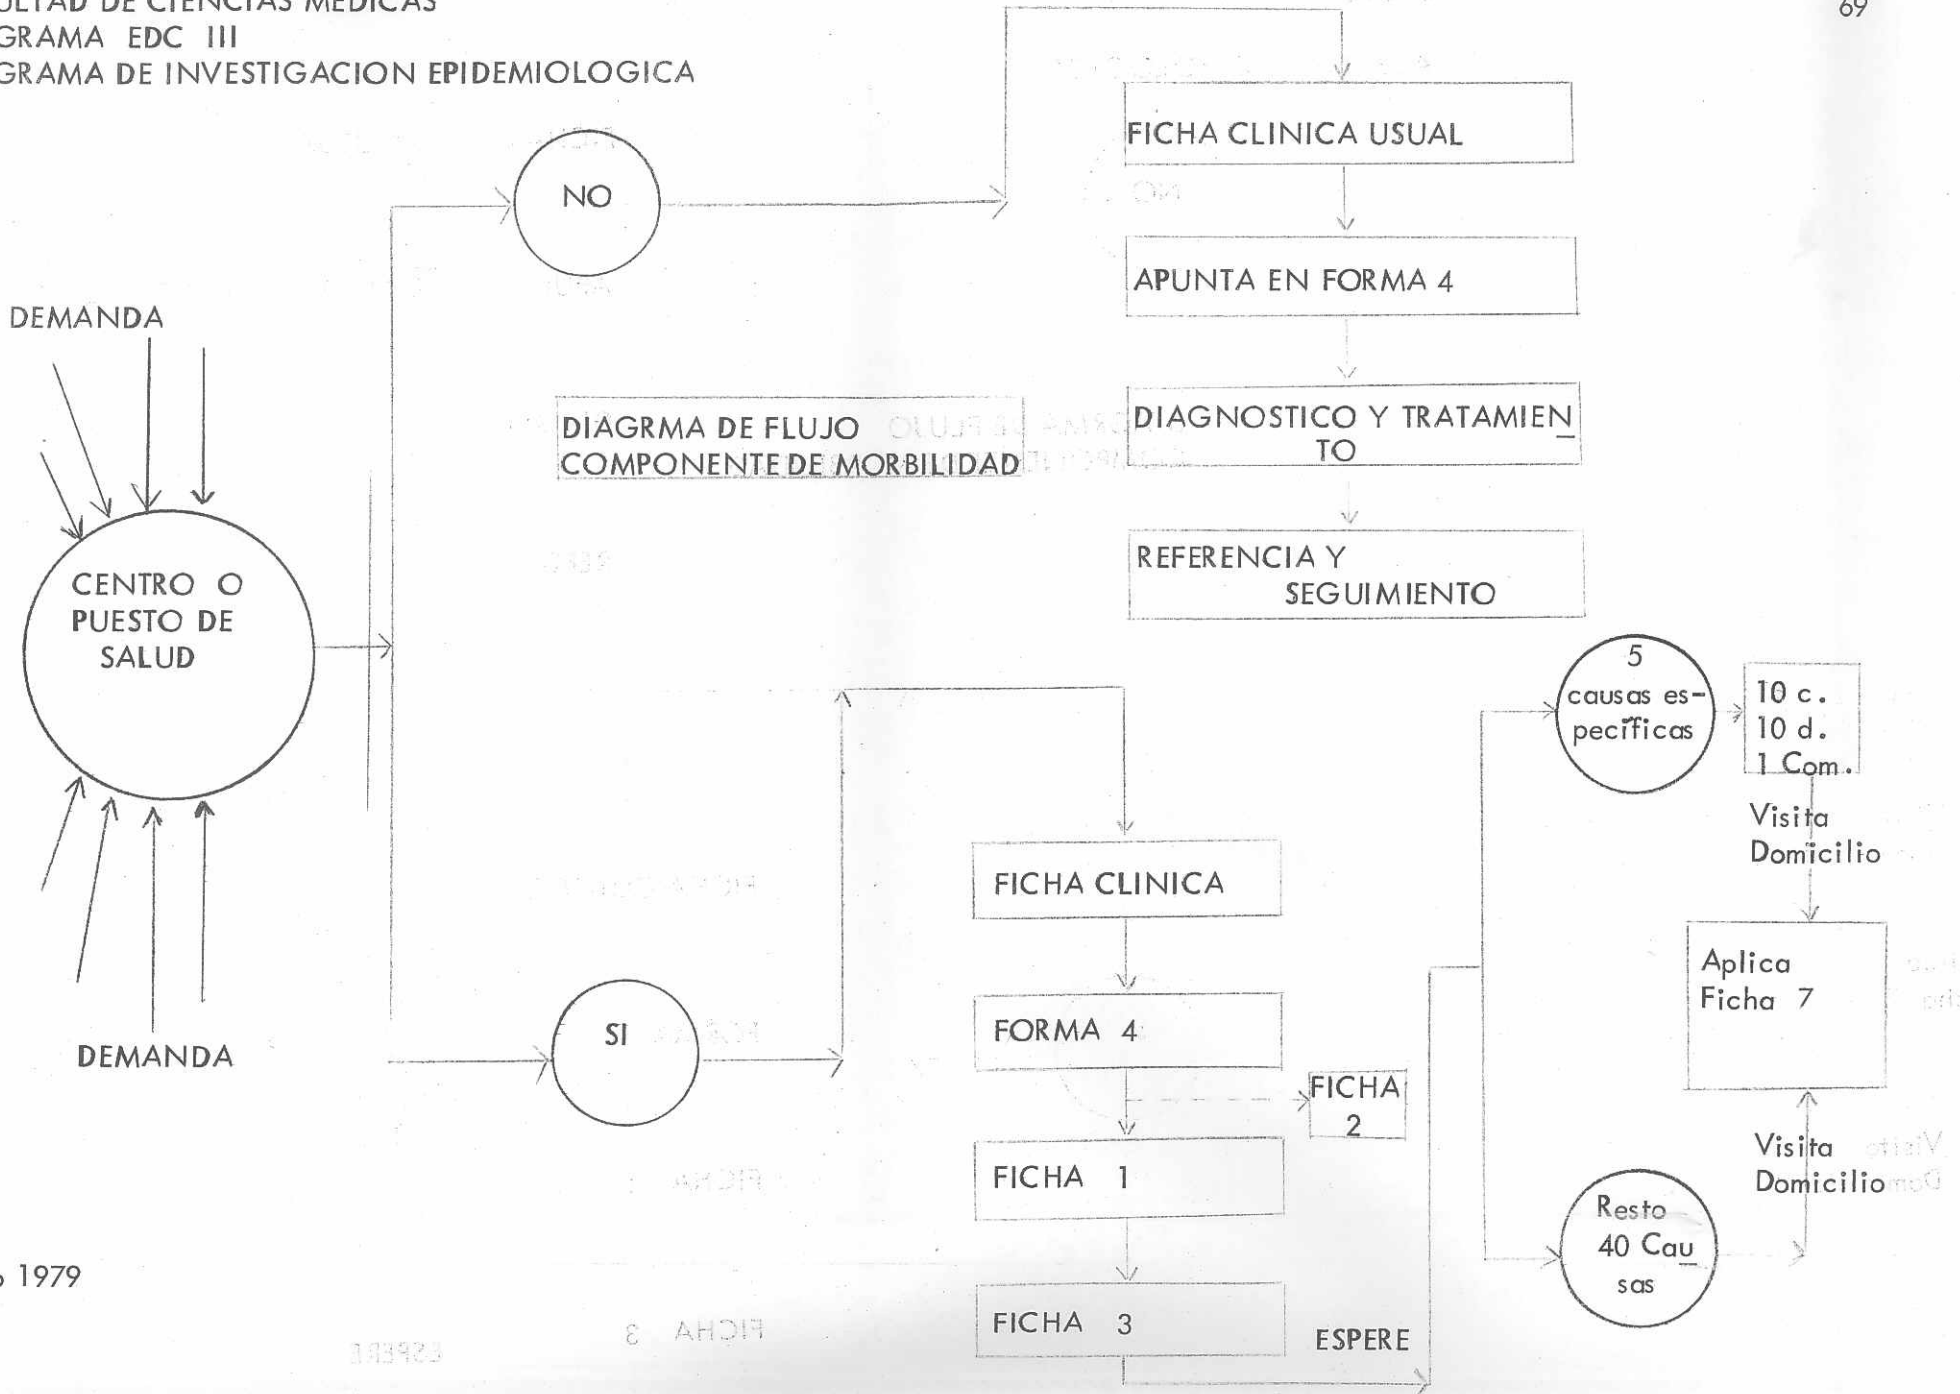 GRAMA EDC III
GRAMA DE INVESTIGACION EPIDEMIOLOGICA
DE CIENCIAS MEDICAS
69
NO
FICHA CLINICA USUAL
APUNTA EN FORMA 4
DIAGNOSTICO Y TRATAMIEN
TO
REFERENCIA Y
SEGUIMIENTO
DEMANDA
DIAGRMA DE FLUJO
COMPONENTE DE MORBILIDAD
CENTRO O
PUESTO DE
SALUD
DEMANDA
SI
FICHA CLINICA
FORMA 4
FICHA
2
FICHA 1
FICHA 3
ESPERE
5
causas es-
pecíficas
10 c.
10 d.
1 Com.
Visita
Domicilio
Aplica
Ficha 7
Visita
Domicilio
Resto
40 Cau
sas
1979